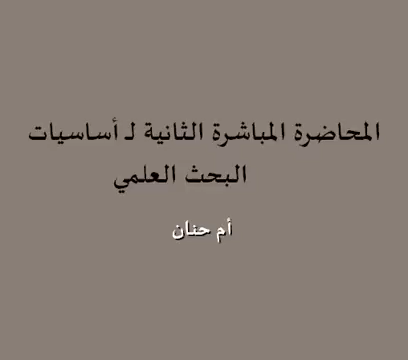 المحاضرة المباشرة الثانية لـ أساسيات
البحث العلمي
أم حنان